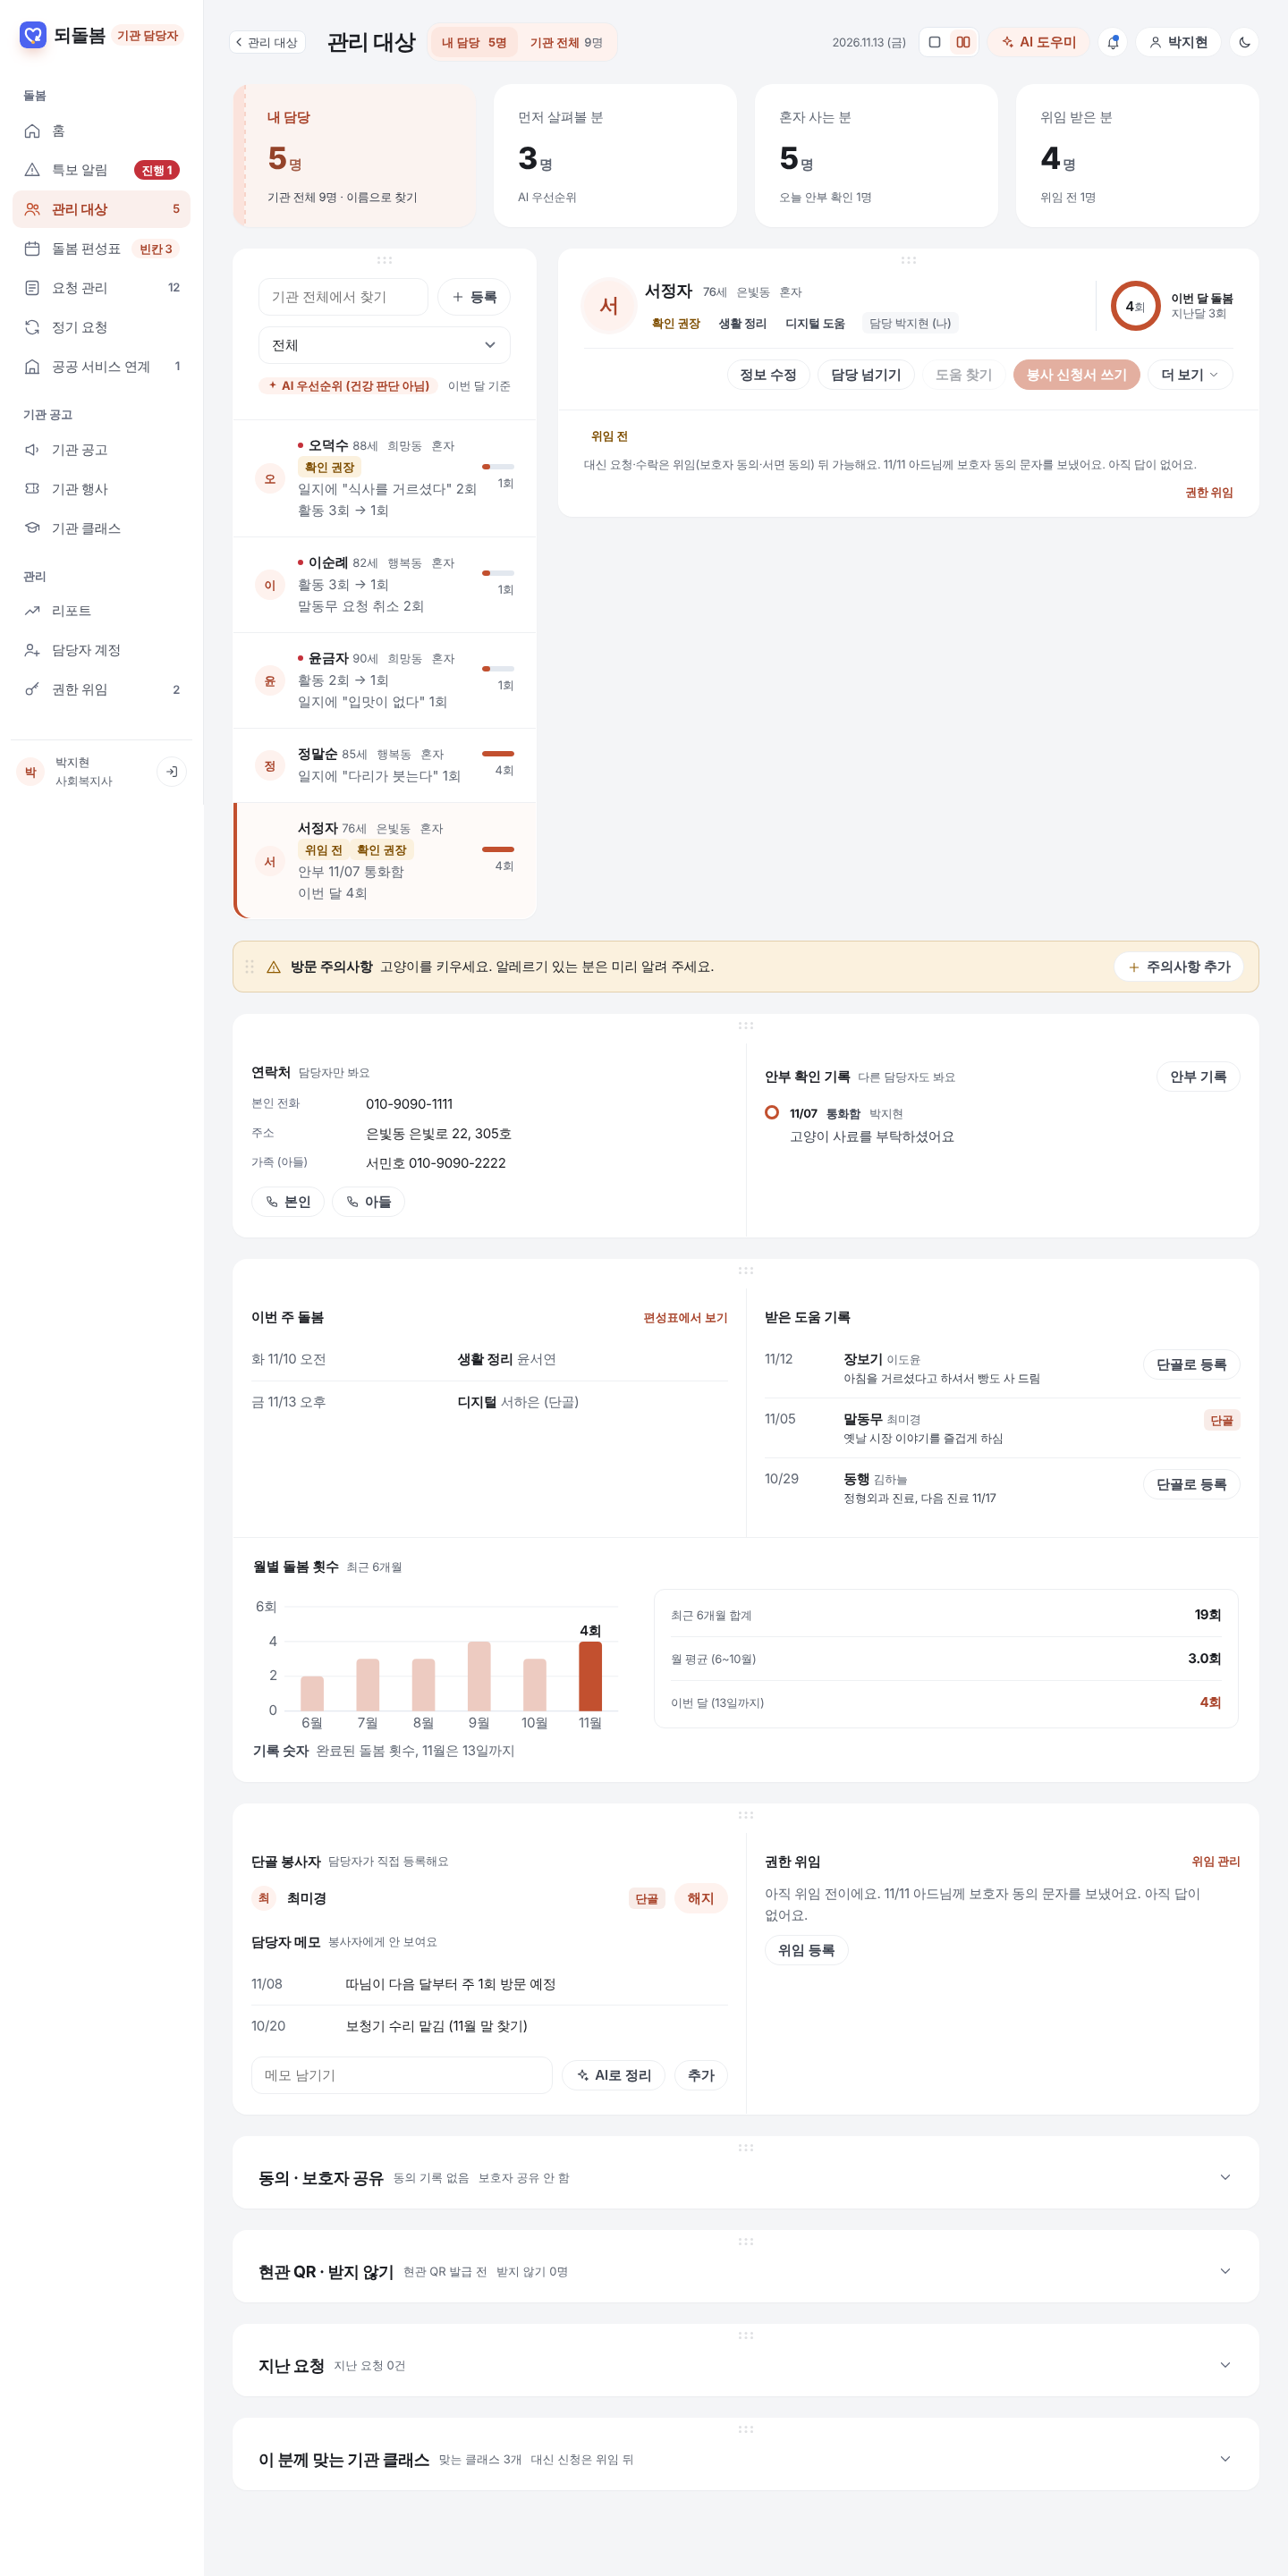 되돌봄 기관 담당자
돌봄
홈
특보 알림 진행 1
관리 대상 5
돌봄 편성표 빈칸 3
요청 관리 12
정기 요청
공공 서비스 연계 1
기관 공고
기관 공고
기관 행사
기관 클래스
관리
리포트
담당자 계정
권한 위임 2
박 박지현
사회복지사
관리 대상
관리 대상 내 담당 5명 기관 전체 9명
2026.11.13 (금) AI 도우미 박지현
내 담당
5명
기관 전체 9명 · 이름으로 찾기
먼저 살펴볼 분
3명
AI 우선순위
혼자 사는 분
5명
오늘 안부 확인 1명
위임 받은 분
4명
위임 전 1명
기관 전체에서 찾기 + 등록
전체
AI 우선순위 (건강 판단 아님) 이번 달 기준
오 오덕수 88세 희망동 혼자
확인 권장
일지에 "식사를 거르셨다" 2회
활동 3회 → 1회
1회
이 이순례 82세 행복동 혼자
활동 3회 → 1회
말동무 요청 취소 2회
1회
윤 윤금자 90세 희망동 혼자
활동 2회 → 1회
일지에 "입맛이 없다" 1회
1회
정 정말순 85세 행복동 혼자
일지에 "다리가 붓는다" 1회
4회
서 서정자 76세 은빛동 혼자
위임 전 확인 권장
안부 11/07 통화함
이번 달 4회
4회
서 서정자 76세 은빛동 혼자
확인 권장 생활 정리 디지털 도움 담당 박지현 (나)
4회 이번 달 돌봄
지난달 3회
정보 수정 담당 넘기기 도움 찾기 봉사 신청서 쓰기 더 보기
위임 전
대신 요청·수락은 위임(보호자 동의·서면 동의) 뒤 가능해요. 11/11 아드님께 보호자 동의 문자를 보냈어요. 아직 답이 없어요.
권한 위임
방문 주의사항 고양이를 키우세요. 알레르기 있는 분은 미리 알려 주세요. + 주의사항 추가
연락처 담당자만 봐요
본인 전화 010-9090-1111
주소 은빛동 은빛로 22, 305호
가족 (아들) 서민호 010-9090-2222
본인 아들
안부 확인 기록 다른 담당자도 봐요 안부 기록
11/07 통화함 박지현
고양이 사료를 부탁하셨어요
이번 주 돌봄 편성표에서 보기
화 11/10 오전 생활 정리 윤서연
금 11/13 오후 디지털 서하은 (단골)
받은 도움 기록
11/12 장보기 이도윤 단골로 등록
아침을 거르셨다고 하셔서 빵도 사 드림
11/05 말동무 최미경 단골
옛날 시장 이야기를 즐겁게 하심
10/29 동행 김하늘 단골로 등록
정형외과 진료, 다음 진료 11/17
월별 돌봄 횟수 최근 6개월
6회
4
2
0
4회
6월 7월 8월 9월 10월 11월
기록 숫자 완료된 돌봄 횟수, 11월은 13일까지
최근 6개월 합계 19회
월 평균 (6~10월) 3.0회
이번 달 (13일까지) 4회
단골 봉사자 담당자가 직접 등록해요
최 최미경 단골 해지
담당자 메모 봉사자에게 안 보여요
11/08 따님이 다음 달부터 주 1회 방문 예정
10/20 보청기 수리 맡김 (11월 말 찾기)
메모 남기기 AI로 정리 추가
권한 위임 위임 관리
아직 위임 전이에요. 11/11 아드님께 보호자 동의 문자를 보냈어요. 아직 답이
없어요.
위임 등록
동의 · 보호자 공유 동의 기록 없음 보호자 공유 안 함
현관 QR · 받지 않기 현관 QR 발급 전 받지 않기 0명
지난 요청 지난 요청 0건
이 분께 맞는 기관 클래스 맞는 클래스 3개 대신 신청은 위임 뒤